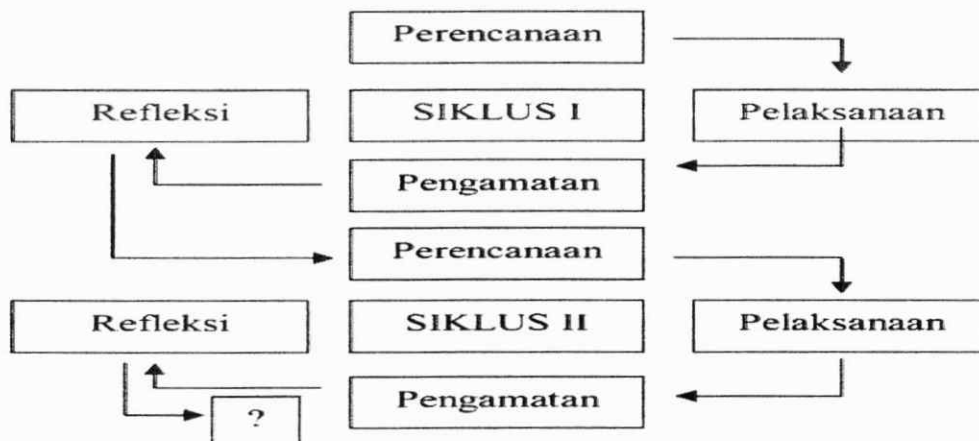 Perencanaan
Refleksi
SIKLUS I
Pelaksanaan
Pengamatan
Perencanaan
Refleksi
SIKLUS II
Pelaksanaan
Pengamatan
?